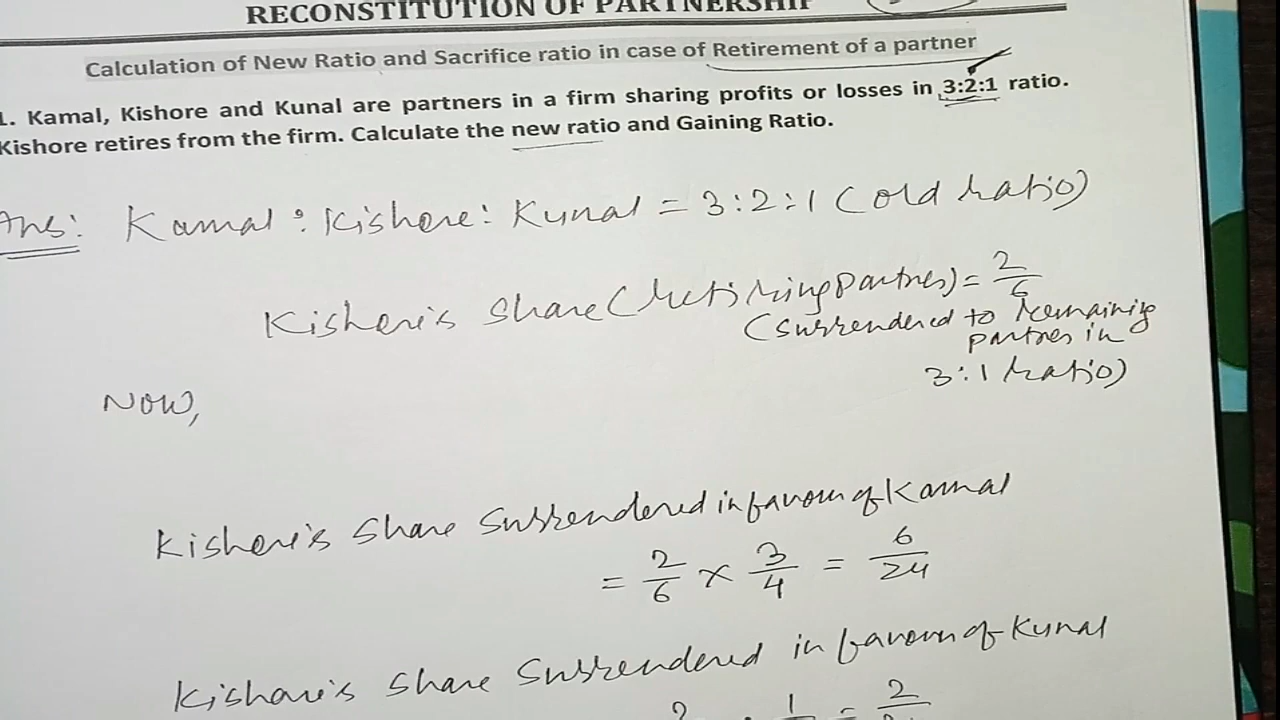 RECONSTITUTION OF PARTNERSHIP
Calculation of New Ratio and Sacrifice ratio in case of Retirement of a partner
1. Kamal, Kishore and Kunal are partners in a firm sharing profits or losses in 3:2:1 ratio.
Kishore retires from the firm. Calculate the new ratio and Gaining Ratio.
Ans: Kamal : Kishore : Kunal = 3:2:1 (old ratio)
Kishore's share (retiring partner) = 2/6
(surrendered to remaining
partners in
3:1 ratio)
Now,
Kishore's share surrendered in favour of Kamal
= 2/6 × 3/4 = 6/24
Kishore's share surrendered in favour of Kunal
2 1 = 2